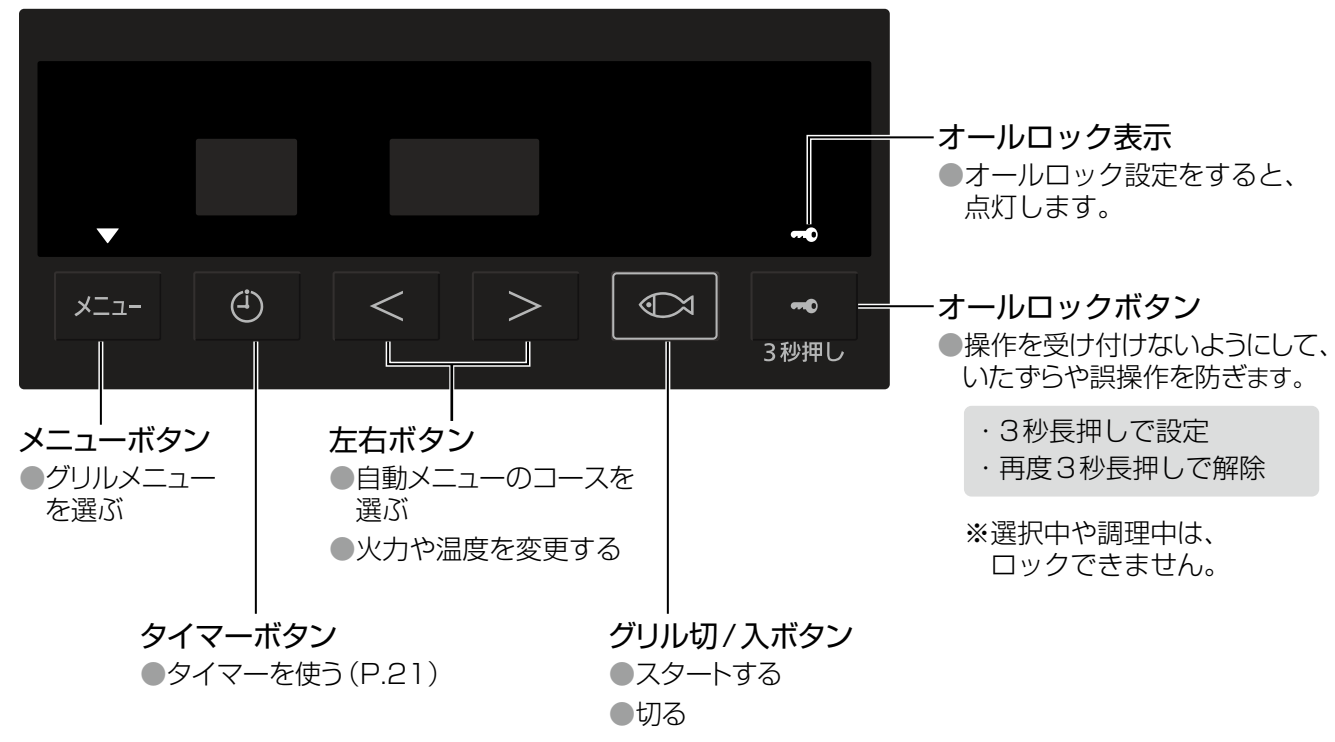 オールロック表示
●オールロック設定をすると、
点灯します。
メニュー
3秒押し
オールロックボタン
●操作を受け付けないようにして、
いたずらや誤操作を防ぎます。
・3秒長押しで設定
・再度3秒長押しで解除
※選択中や調理中は、
ロックできません。
メニューボタン
●グリルメニュー
を選ぶ
左右ボタン
●自動メニューのコースを
選ぶ
●火力や温度を変更する
タイマーボタン
●タイマーを使う(P.21)
グリル切/入ボタン
●スタートする
●切る